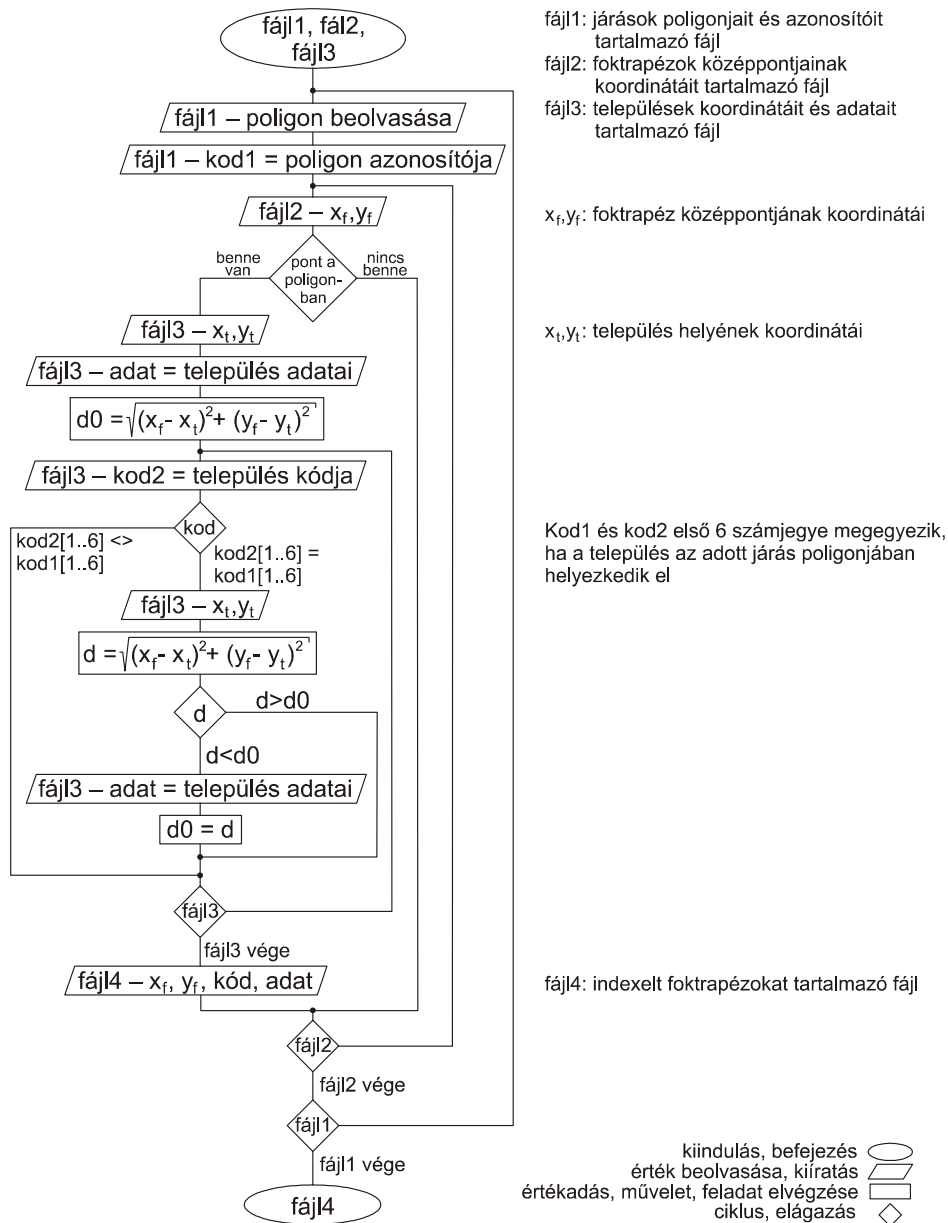 fájl1, fál2,
fájl3
fájl1: járások poligonjait és azonosítóit
tartalmazó fájl
fájl2: foktrapézok középpontjainak
koordinátáit tartalmazó fájl
fájl3: települések koordinátáit és adatait
tartalmazó fájl
fájl1 – poligon beolvasása
fájl1 – kod1 = poligon azonosítója
fájl2 – x_f,y_f
x_f,y_f: foktrapéz középpontjának koordinátái
benne
van
pont a
poligon-
ban
nincs
benne
fájl3 – x_t,y_t
x_t,y_t: település helyének koordinátái
fájl3 – adat = település adatai
d0 = √(x_f- x_t)²+ (y_f- y_t)²
fájl3 – kod2 = település kódja
kod
kod2[1..6] <>
kod1[1..6]
kod2[1..6] =
kod1[1..6]
Kod1 és kod2 első 6 számjegye megegyezik,
ha a település az adott járás poligonjában
helyezkedik el
fájl3 – x_t,y_t
d = √(x_f- x_t)²+ (y_f- y_t)²
d
d>d0
d<d0
fájl3 – adat = település adatai
d0 = d
fájl3
fájl3 vége
fájl4 – x_f, y_f, kód, adat
fájl4: indexelt foktrapézokat tartalmazó fájl
fájl2
fájl2 vége
fájl1
fájl1 vége
fájl4
kiindulás, befejezés
érték beolvasása, kiíratás
értékadás, művelet, feladat elvégzése
ciklus, elágazás